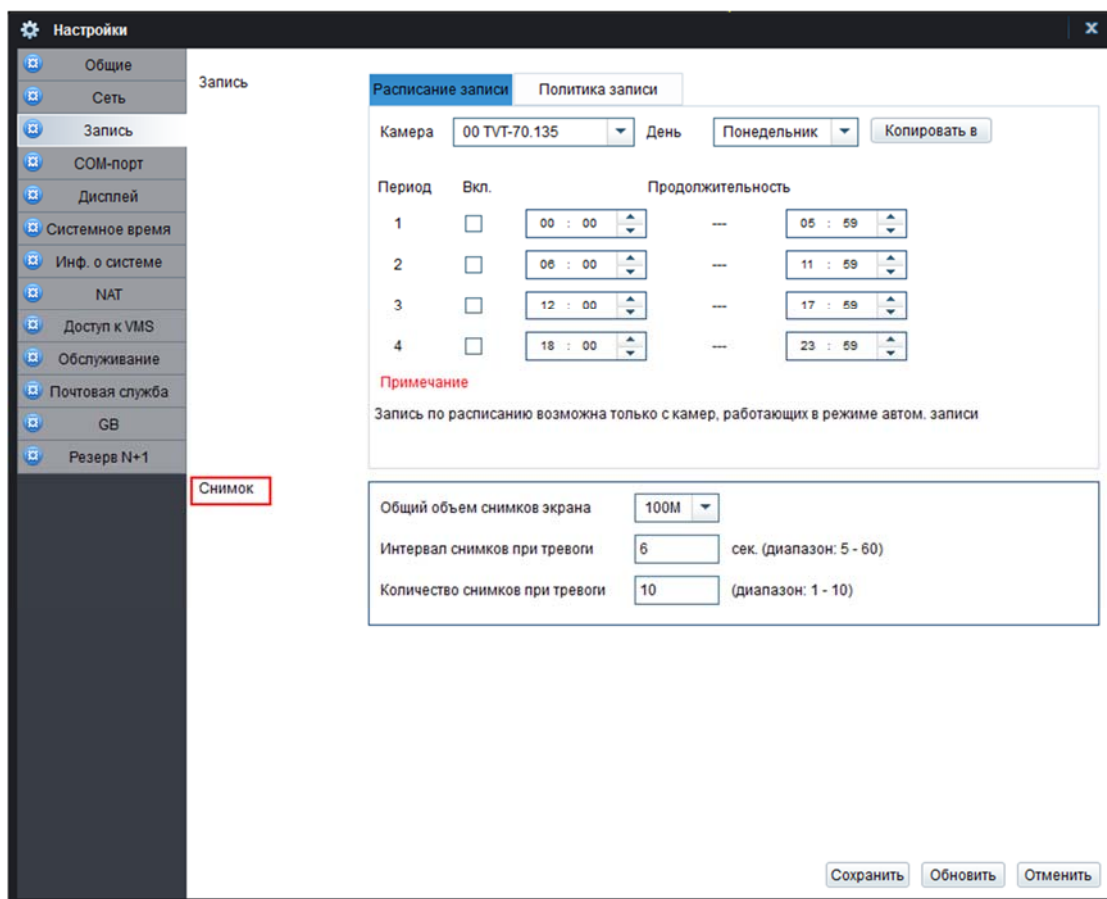 Настройки
Общие
Сеть
Запись
COM-порт
Дисплей
Системное время
Инф. о системе
NAT
Доступ к VMS
Обслуживание
Почтовая служба
GB
Резерв N+1
Запись
Расписание записи Политика записи
Камера 00 TVT-70.135 День Понедельник Копировать в
Период Вкл. Продолжительность
1 00 : 00 --- 05 : 59
2 06 : 00 --- 11 : 59
3 12 : 00 --- 17 : 59
4 18 : 00 --- 23 : 59
Примечание
Запись по расписанию возможна только с камер, работающих в режиме автом. записи
Снимок
Общий объем снимков экрана 100M
Интервал снимков при тревоги 6 сек. (диапазон: 5 - 60)
Количество снимков при тревоги 10 (диапазон: 1 - 10)
Сохранить Обновить Отменить